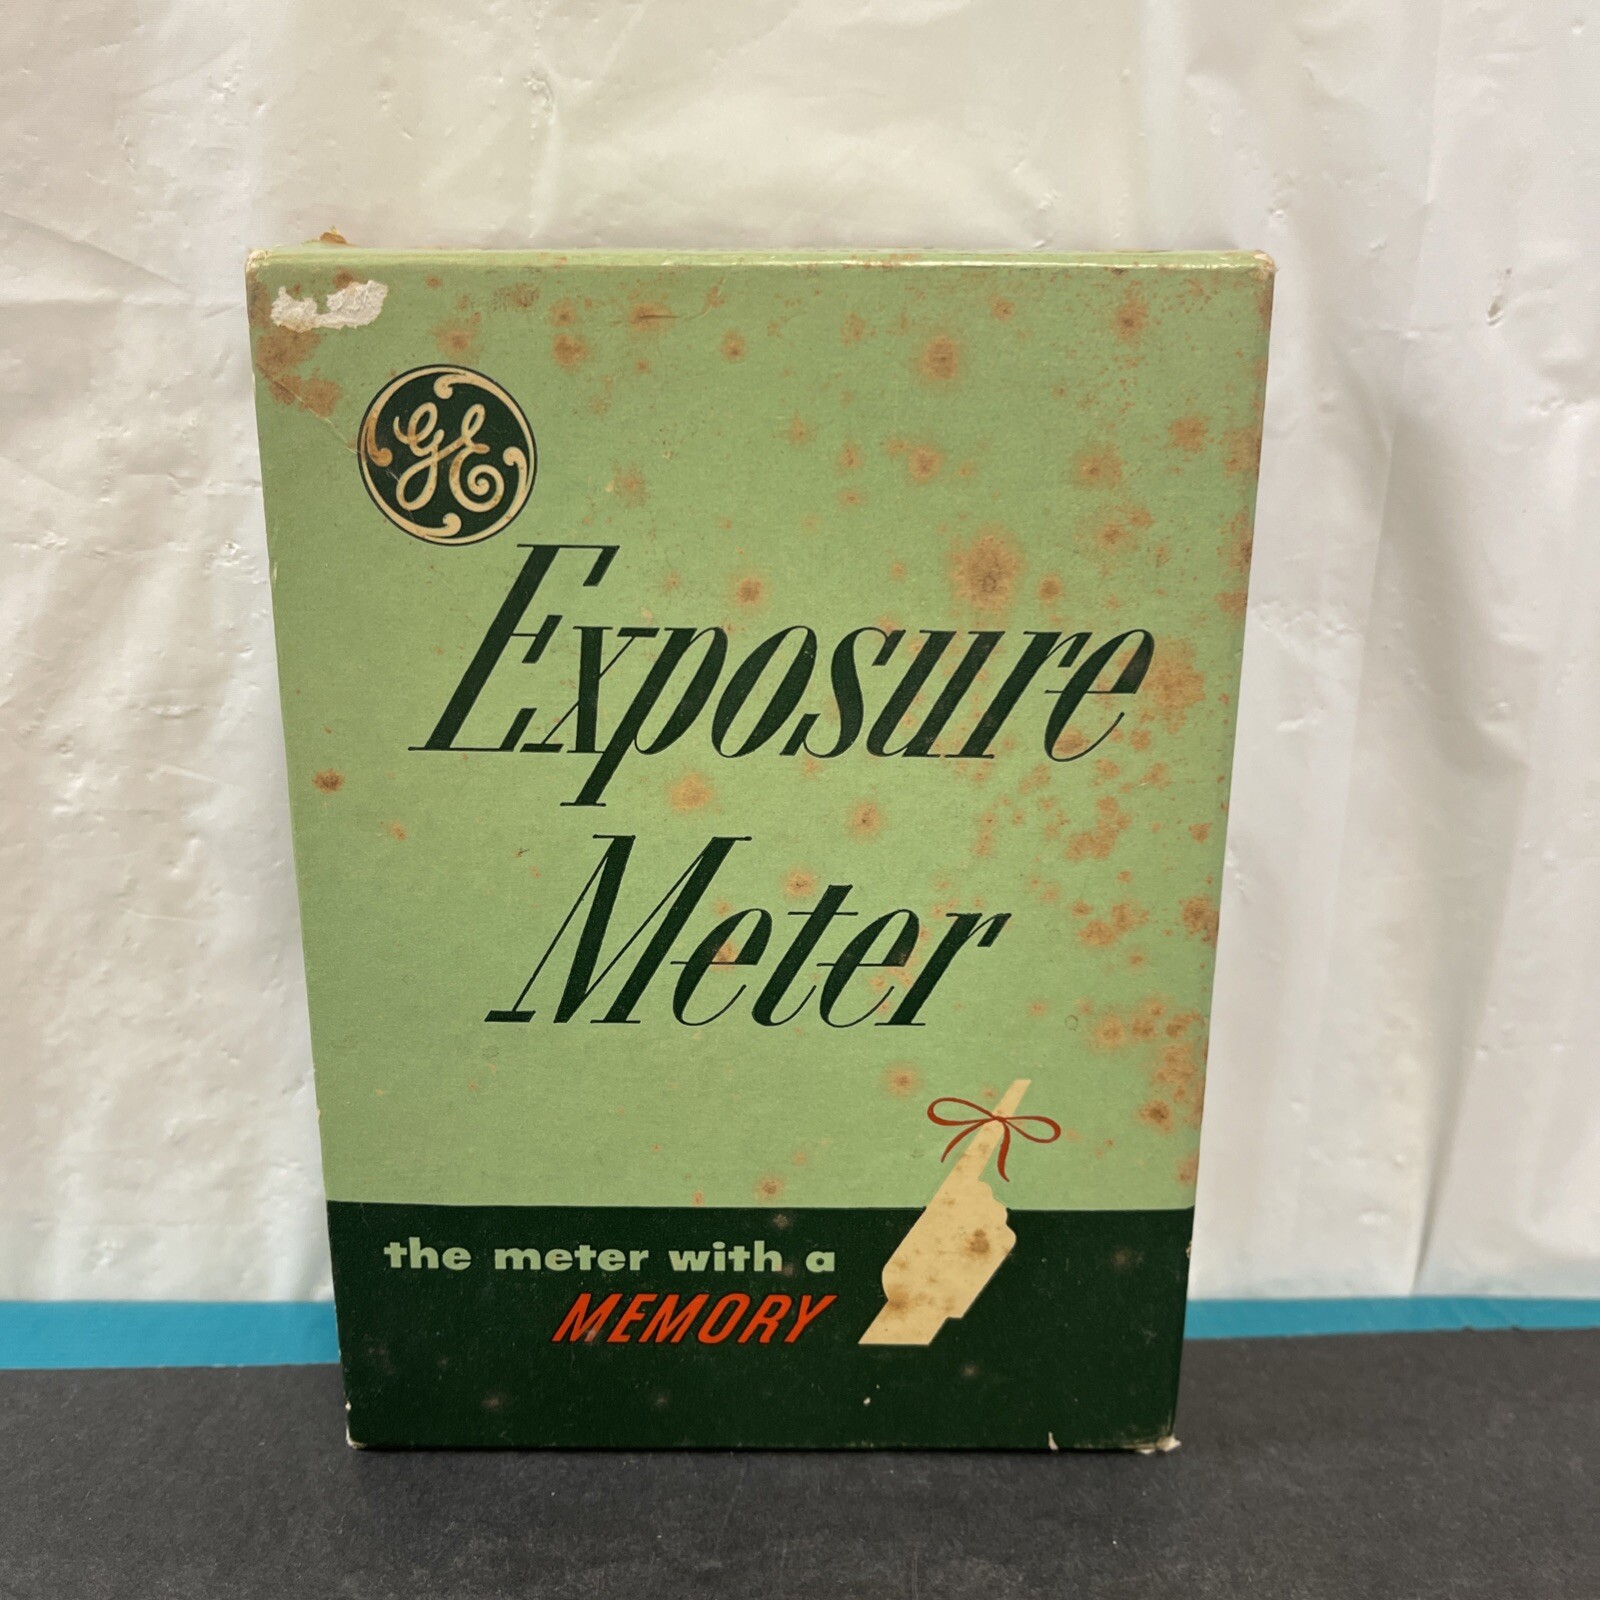 GE
Exposure
Meter
the meter with a
MEMORY